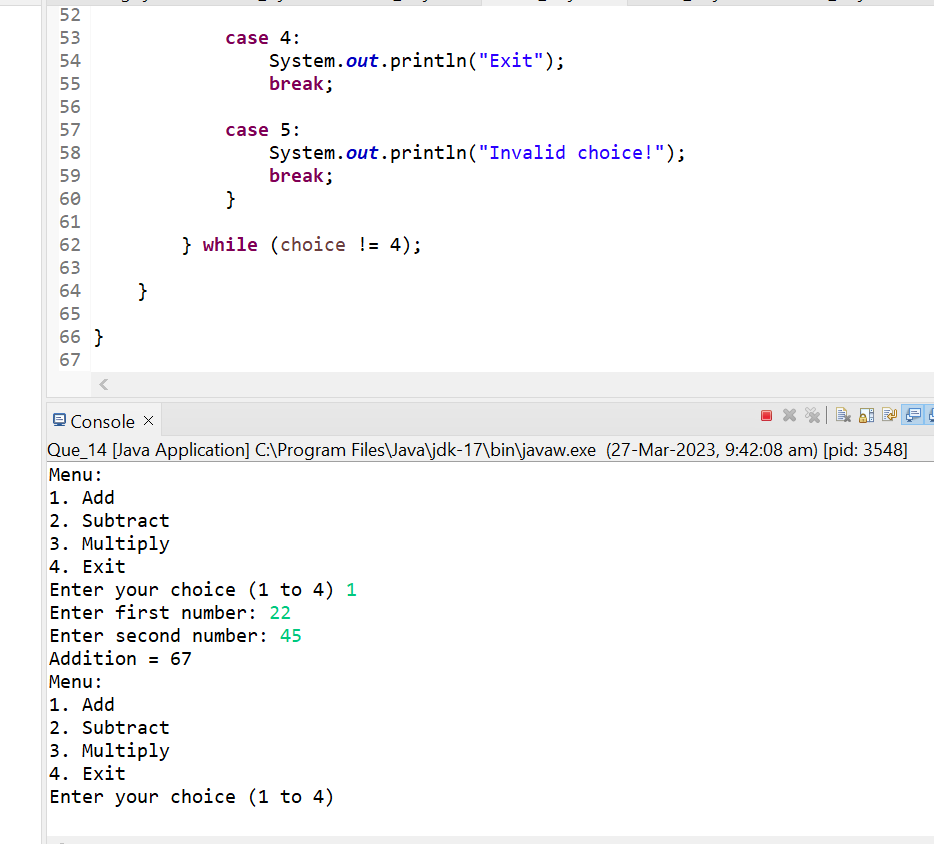 52
53 case 4:
54 System.out.println("Exit");
55 break;
56
57 case 5:
58 System.out.println("Invalid choice!");
59 break;
60 }
61
62 } while (choice != 4);
63
64 }
65
66 }
67
Console
Que_14 [Java Application] C:\Program Files\Java\jdk-17\bin\javaw.exe (27-Mar-2023, 9:42:08 am) [pid: 3548]
Menu:
1. Add
2. Subtract
3. Multiply
4. Exit
Enter your choice (1 to 4) 1
Enter first number: 22
Enter second number: 45
Addition = 67
Menu:
1. Add
2. Subtract
3. Multiply
4. Exit
Enter your choice (1 to 4)